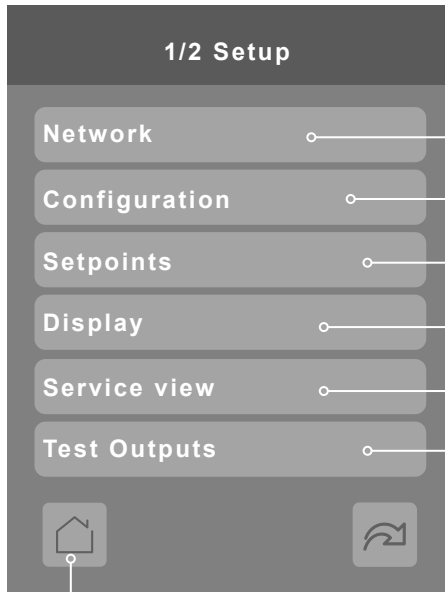 1/2 Setup
Network
Configuration
Setpoints
Display
Service view
Test Outputs